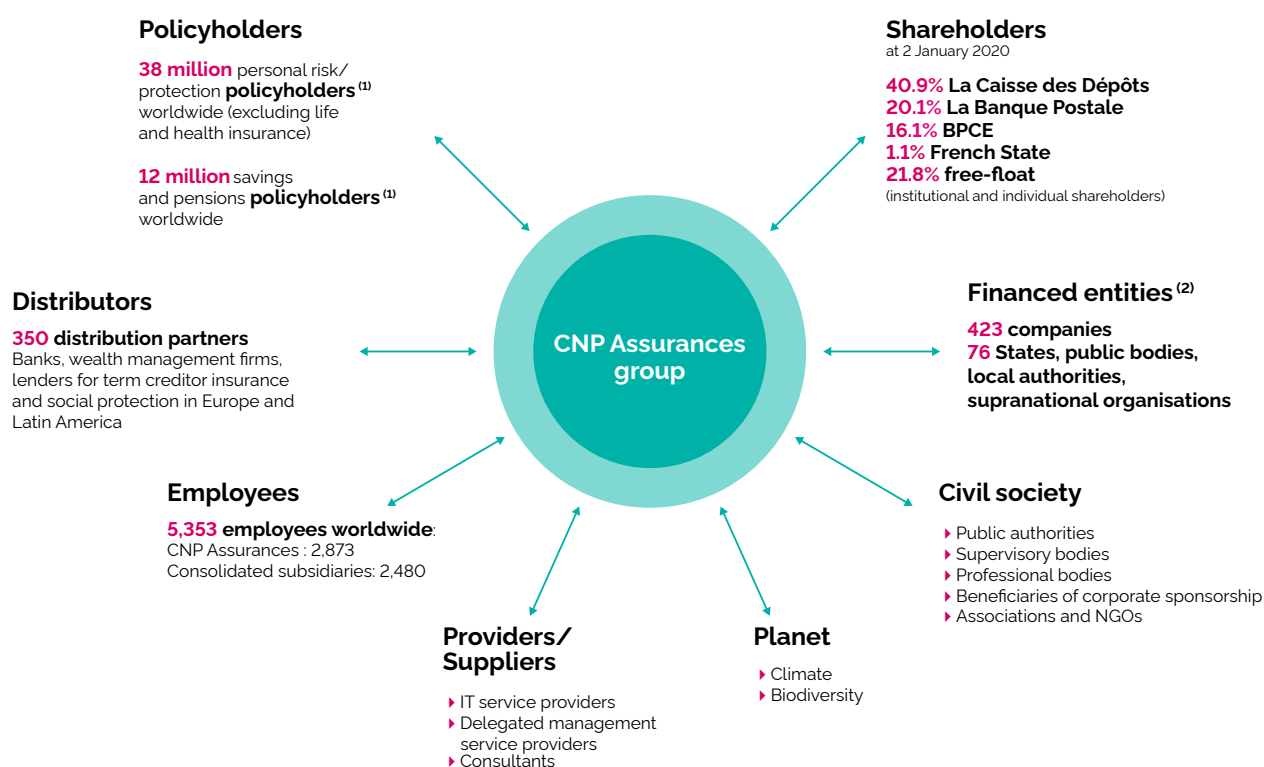 Policyholders
38 million personal risk/
protection policyholders (1)
worldwide (excluding life
and health insurance)
12 million savings
and pensions policyholders (1)
worldwide
Shareholders
at 2 January 2020
40.9% La Caisse des Dépôts
20.1% La Banque Postale
16.1% BPCE
1.1% French State
21.8% free-float
(institutional and individual shareholders)
Distributors
350 distribution partners
Banks, wealth management firms,
lenders for term creditor insurance
and social protection in Europe and
Latin America
CNP Assurances
group
Financed entities (2)
423 companies
76 States, public bodies,
local authorities,
supranational organisations
Employees
5,353 employees worldwide:
CNP Assurances : 2,873
Consolidated subsidiaries: 2,480
Civil society
Public authorities
Supervisory bodies
Professional bodies
Beneficiaries of corporate sponsorship
Associations and NGOs
Providers/
Suppliers
IT service providers
Delegated management
service providers
Consultants
Planet
Climate
Biodiversity